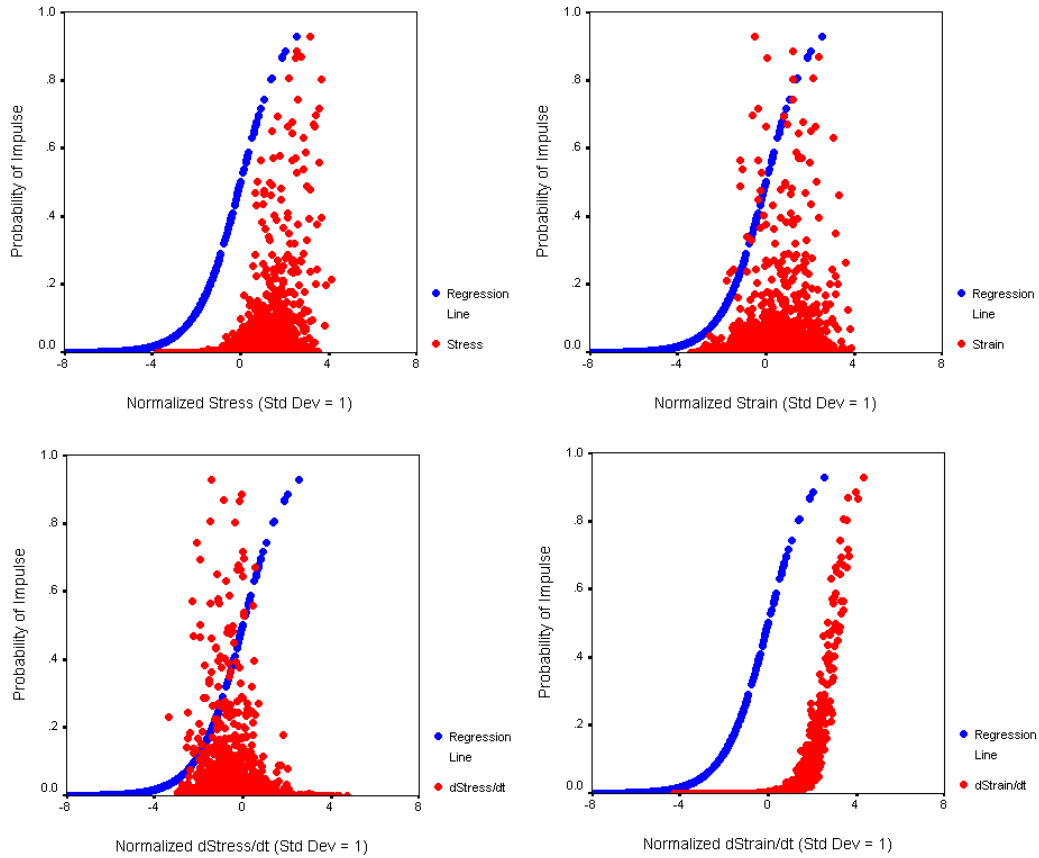 1.0
.8
.6
.4
.2
0.0
Probability of Impulse
-8
-4
0
4
8
Normalized Stress (Std Dev = 1)
Regression
Line
Stress
1.0
.8
.6
.4
.2
0.0
Probability of Impulse
-8
-4
0
4
8
Normalized Strain (Std Dev = 1)
Regression
Line
Strain
1.0
.8
.6
.4
.2
0.0
Probability of Impulse
-8
-4
0
4
8
Normalized dStress/dt (Std Dev = 1)
Regression
Line
dStress/dt
1.0
.8
.6
.4
.2
0.0
Probability of Impulse
-8
-4
0
4
8
Normalized dStrain/dt (Std Dev = 1)
Regression
Line
dStrain/dt